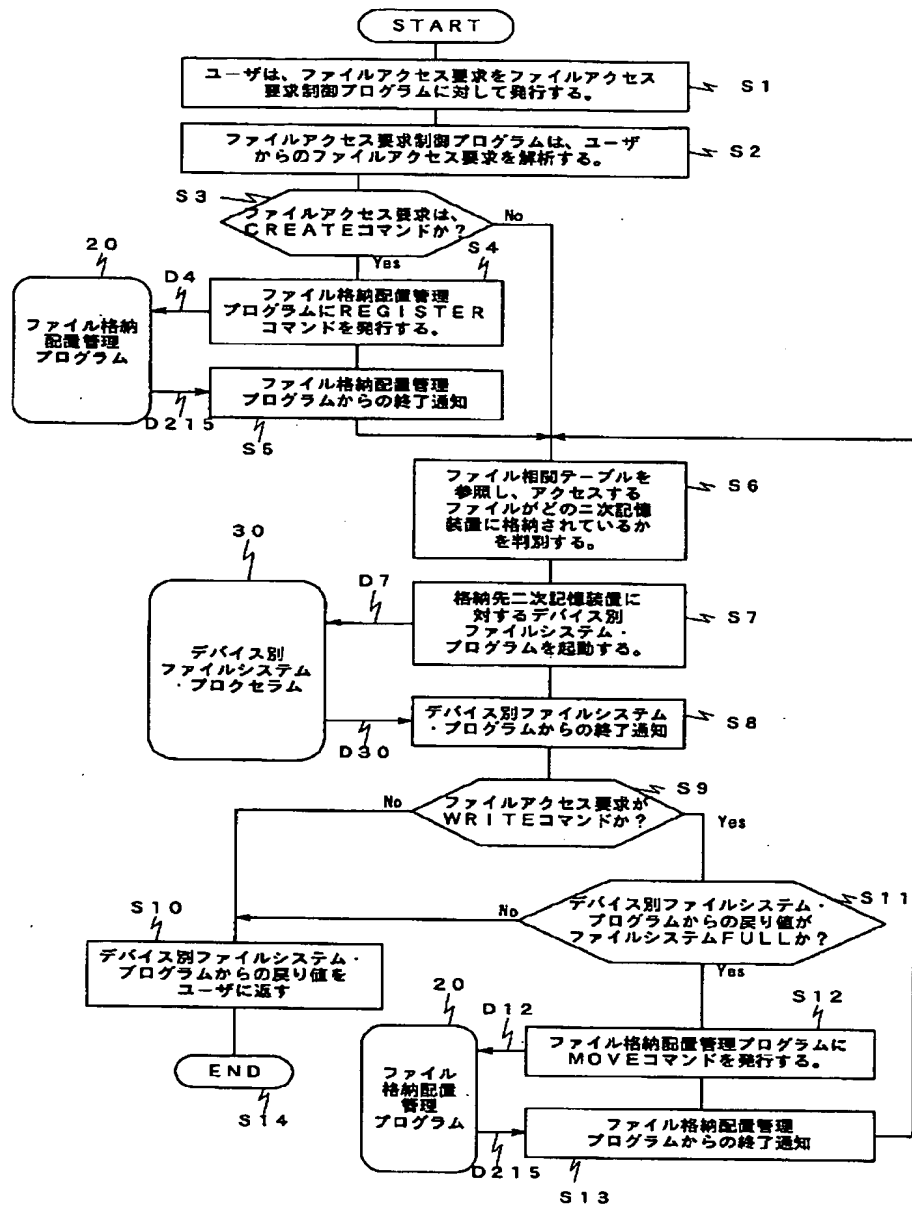 START
ユーザは、ファイルアクセス要求をファイルアクセス
要求制御プログラムに対して発行する。
S1
ファイルアクセス要求制御プログラムは、ユーザ
からのファイルアクセス要求を解析する。
S2
S3
ファイルアクセス要求は、
CREATEコマンドか?
No
Yes
S4
ファイル格納配置管理
プログラムにREGISTER
コマンドを発行する。
D4
20
ファイル格納
配置管理
プログラム
D215
ファイル格納配置管理
プログラムからの終了通知
S5
ファイル相関テーブルを
参照し、アクセスする
ファイルがどの二次記憶
装置に格納されているか
を判別する。
S6
30
D7
格納先二次記憶装置に
対するデバイス別
ファイルシステム・
プログラムを起動する。
S7
デバイス別
ファイルシステム
・プロクセラム
D30
デバイス別ファイルシステム
・プログラムからの終了通知
S8
ファイルアクセス要求が
WRITEコマンドか?
S9
No
Yes
デバイス別ファイルシステム・
プログラムからの戻り値が
ファイルシステムFULLか?
S11
No
Yes
S10
デバイス別ファイルシステム・
プログラムからの戻り値を
ユーザに返す
END
S14
S12
ファイル格納配置管理プログラムに
MOVEコマンドを発行する。
D12
20
ファイル
格納配置
管理
プログラム
D215
ファイル格納配置管理
プログラムからの終了通知
S13